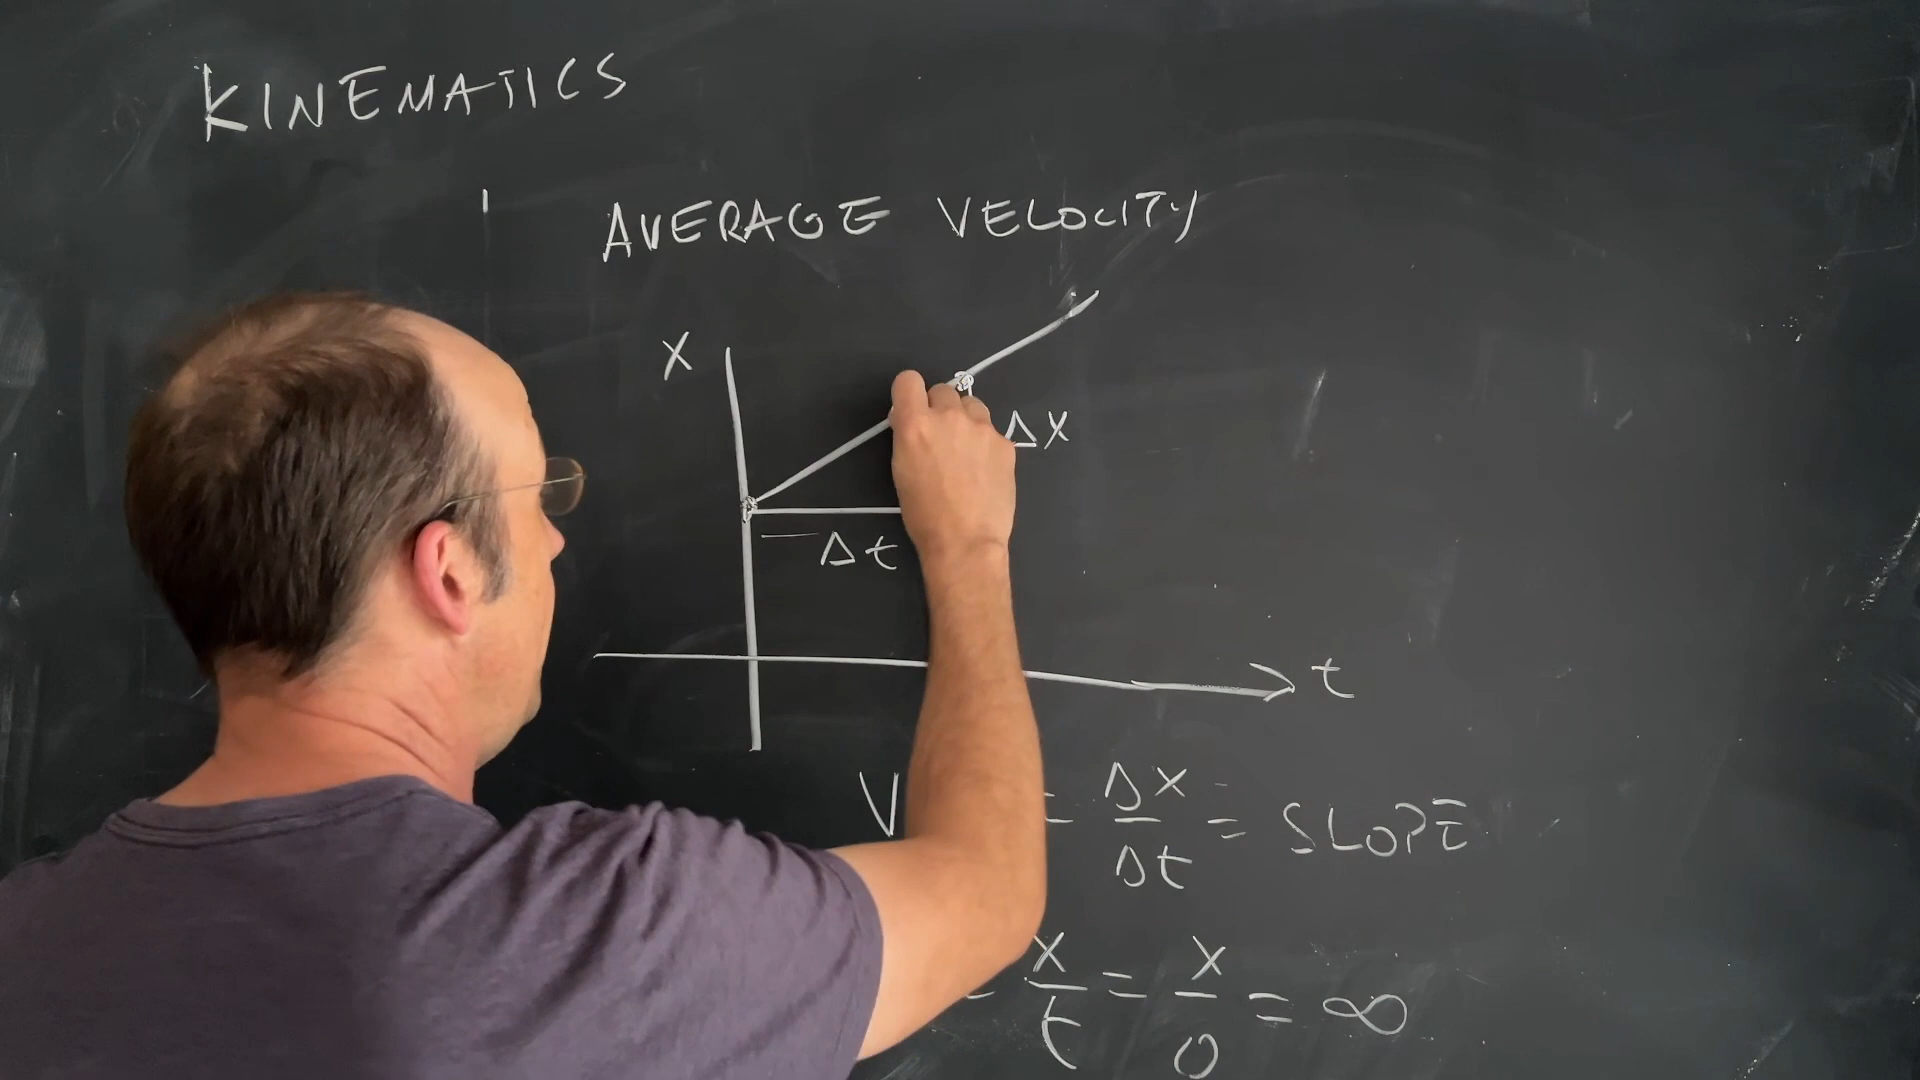 KINEMATICS
AVERAGE VELOCITY
X
ΔX
Δt
t
V = ΔX/Δt = SLOPE
X/t = X/0 = ∞